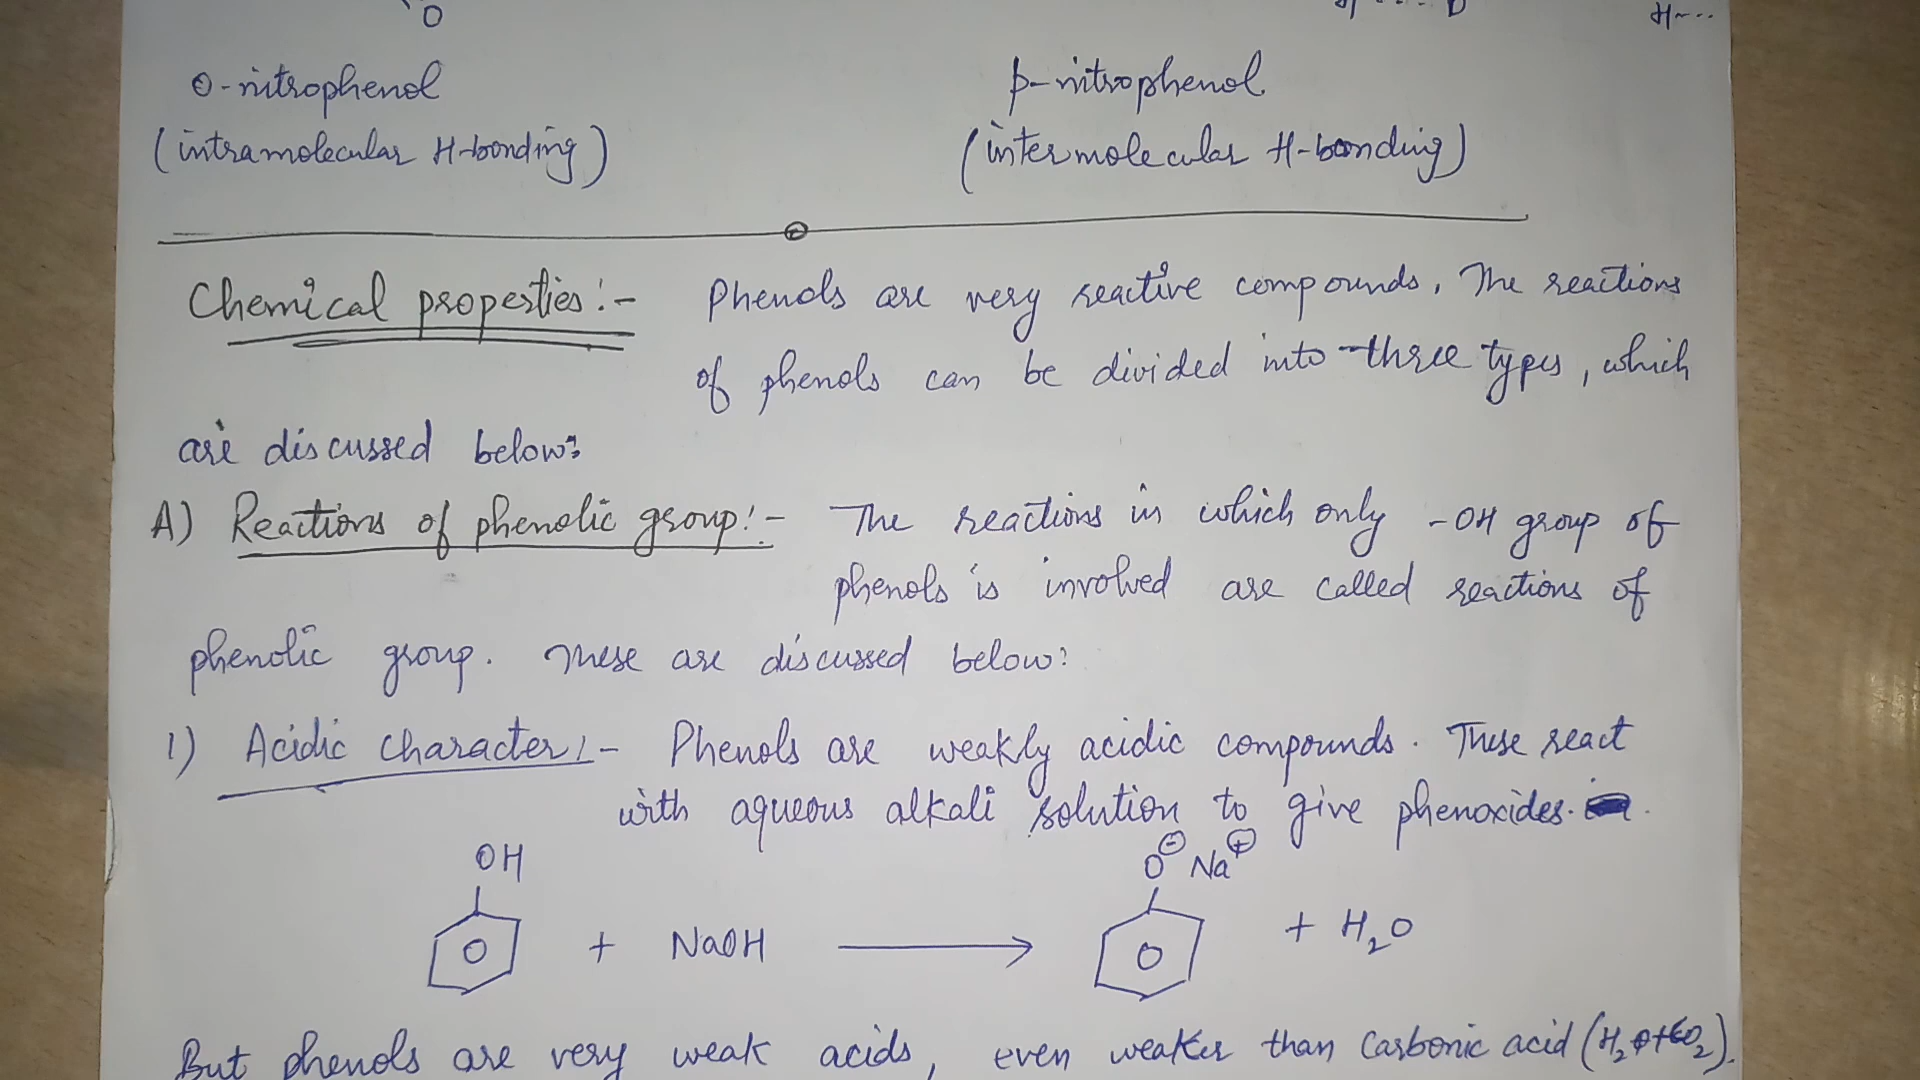 O H.... O H....
o-nitrophenol p-nitrophenol
(intramolecular H-bonding) (intermolecular H-bonding)
Chemical properties:- Phenols are very reactive compounds. The reactions
of phenols can be divided into three types, which
are discussed below:
A) Reactions of phenolic group:- The reactions in which only -OH group of
phenols is involved are called reactions of
phenolic group. These are discussed below:
1) Acidic character:- Phenols are weakly acidic compounds. These react
with aqueous alkali solution to give phenoxides.
OH O⊖ Na⊕
+ NaOH ⟶ + H₂O
But phenols are very weak acids, even weaker than carbonic acid (H₂O+CO₂).